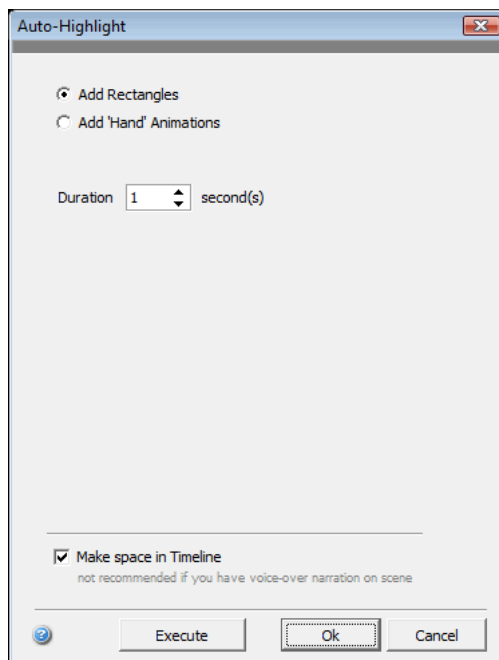 Auto-Highlight
Add Rectangles
Add 'Hand' Animations
Duration 1 second(s)
Make space in Timeline
not recommended if you have voice-over narration on scene
Execute Ok Cancel